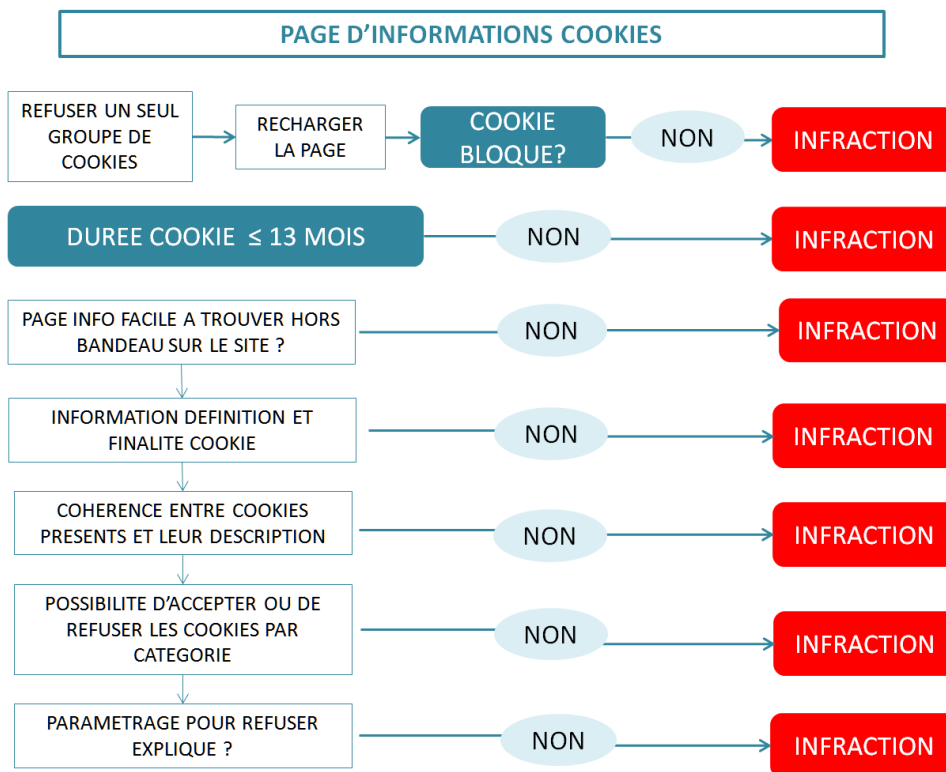 PAGE D'INFORMATIONS COOKIES
REFUSER UN SEUL
GROUPE DE
COOKIES
RECHARGER
LA PAGE
COOKIE
BLOQUE?
NON
INFRACTION
DUREE COOKIE ≤ 13 MOIS
NON
INFRACTION
PAGE INFO FACILE A TROUVER HORS
BANDEAU SUR LE SITE ?
NON
INFRACTION
INFORMATION DEFINITION ET
FINALITE COOKIE
NON
INFRACTION
COHERENCE ENTRE COOKIES
PRESENTS ET LEUR DESCRIPTION
NON
INFRACTION
POSSIBILITE D'ACCEPTER OU DE
REFUSER LES COOKIES PAR
CATEGORIE
NON
INFRACTION
PARAMETRAGE POUR REFUSER
EXPLIQUE ?
NON
INFRACTION